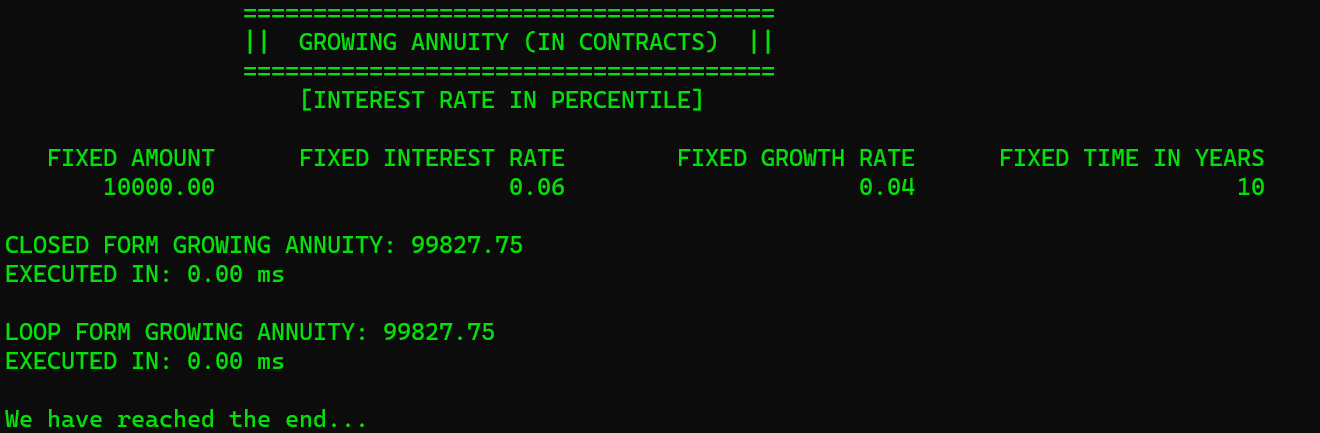 ======================================
||  GROWING ANNUITY (IN CONTRACTS)  ||
======================================
[INTEREST RATE IN PERCENTILE]
FIXED AMOUNT      FIXED INTEREST RATE        FIXED GROWTH RATE      FIXED TIME IN YEARS
10000.00                     0.06                     0.04                       10
CLOSED FORM GROWING ANNUITY: 99827.75
EXECUTED IN: 0.00 ms
LOOP FORM GROWING ANNUITY: 99827.75
EXECUTED IN: 0.00 ms
We have reached the end...